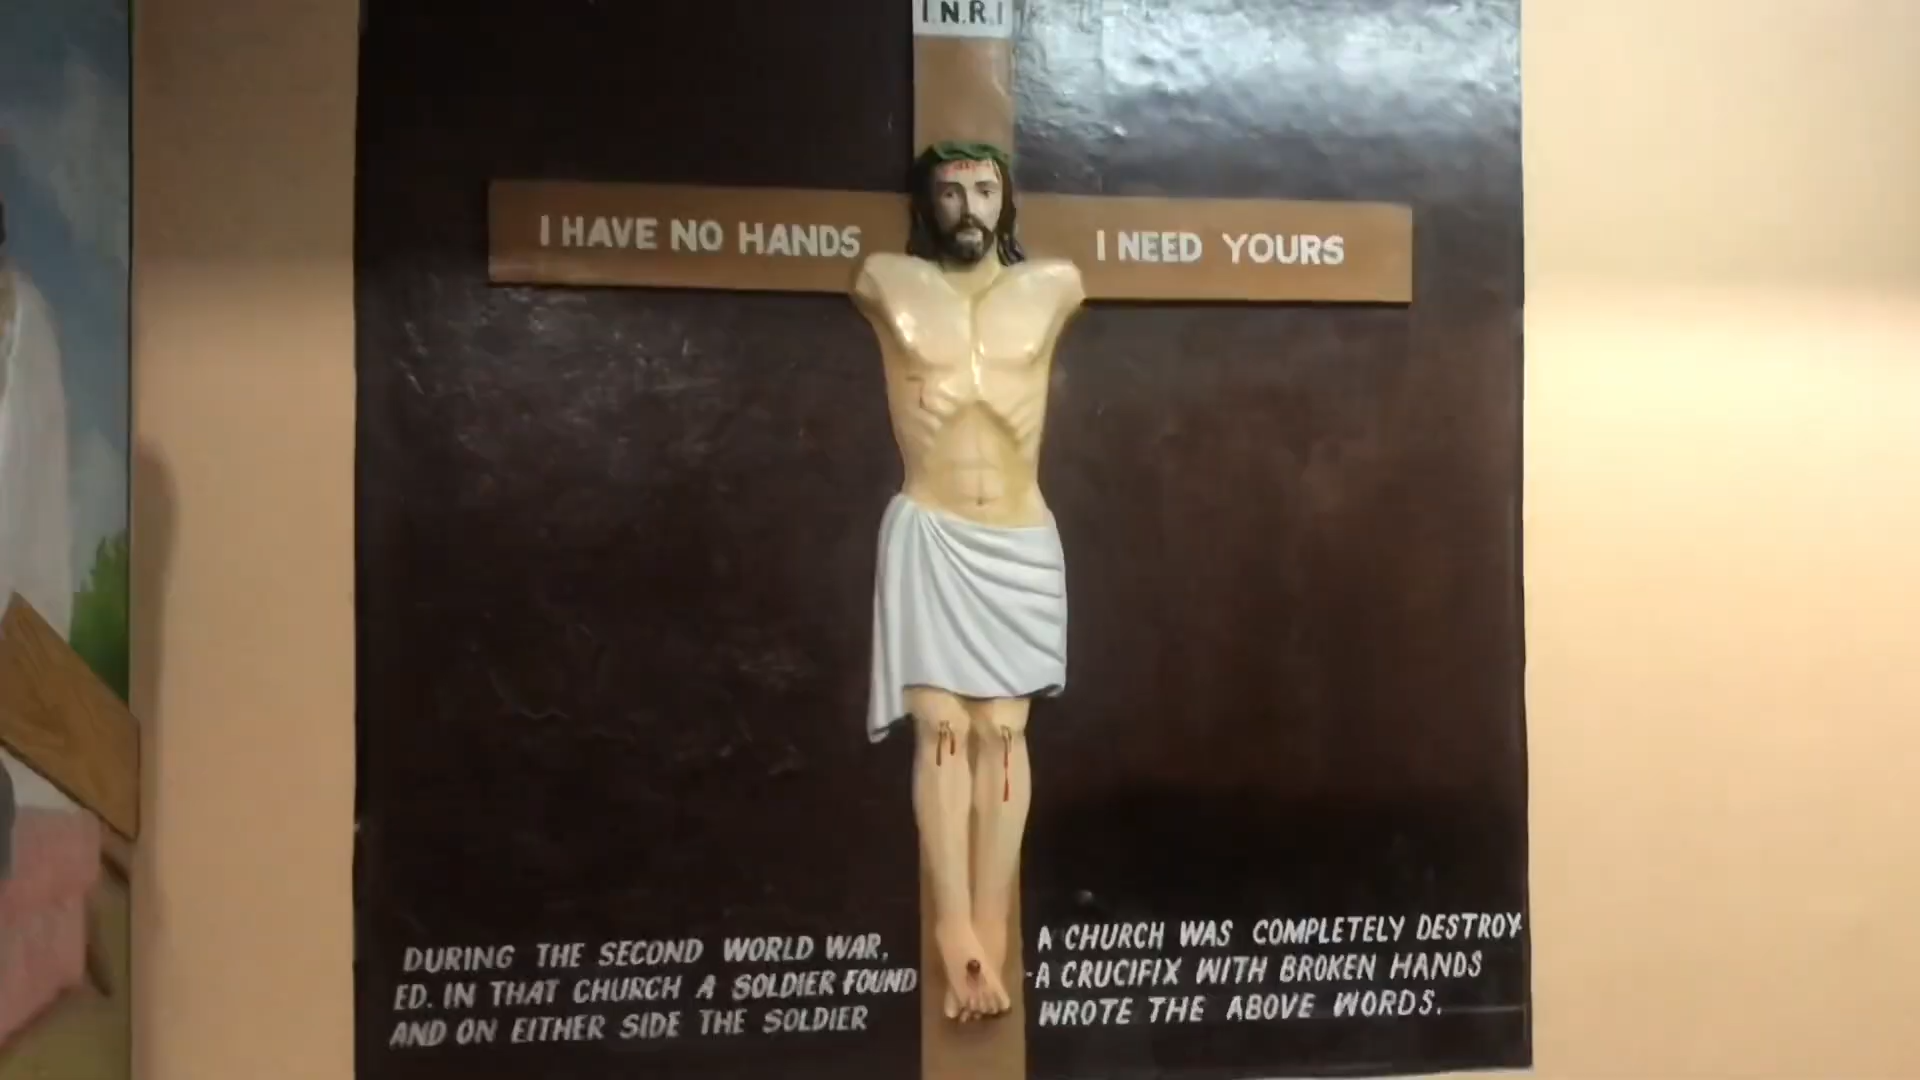 I.N.R.I
I HAVE NO HANDS I NEED YOURS
DURING THE SECOND WORLD WAR, A CHURCH WAS COMPLETELY DESTROY-
ED. IN THAT CHURCH A SOLDIER FOUND A CRUCIFIX WITH BROKEN HANDS
AND ON EITHER SIDE THE SOLDIER WROTE THE ABOVE WORDS.